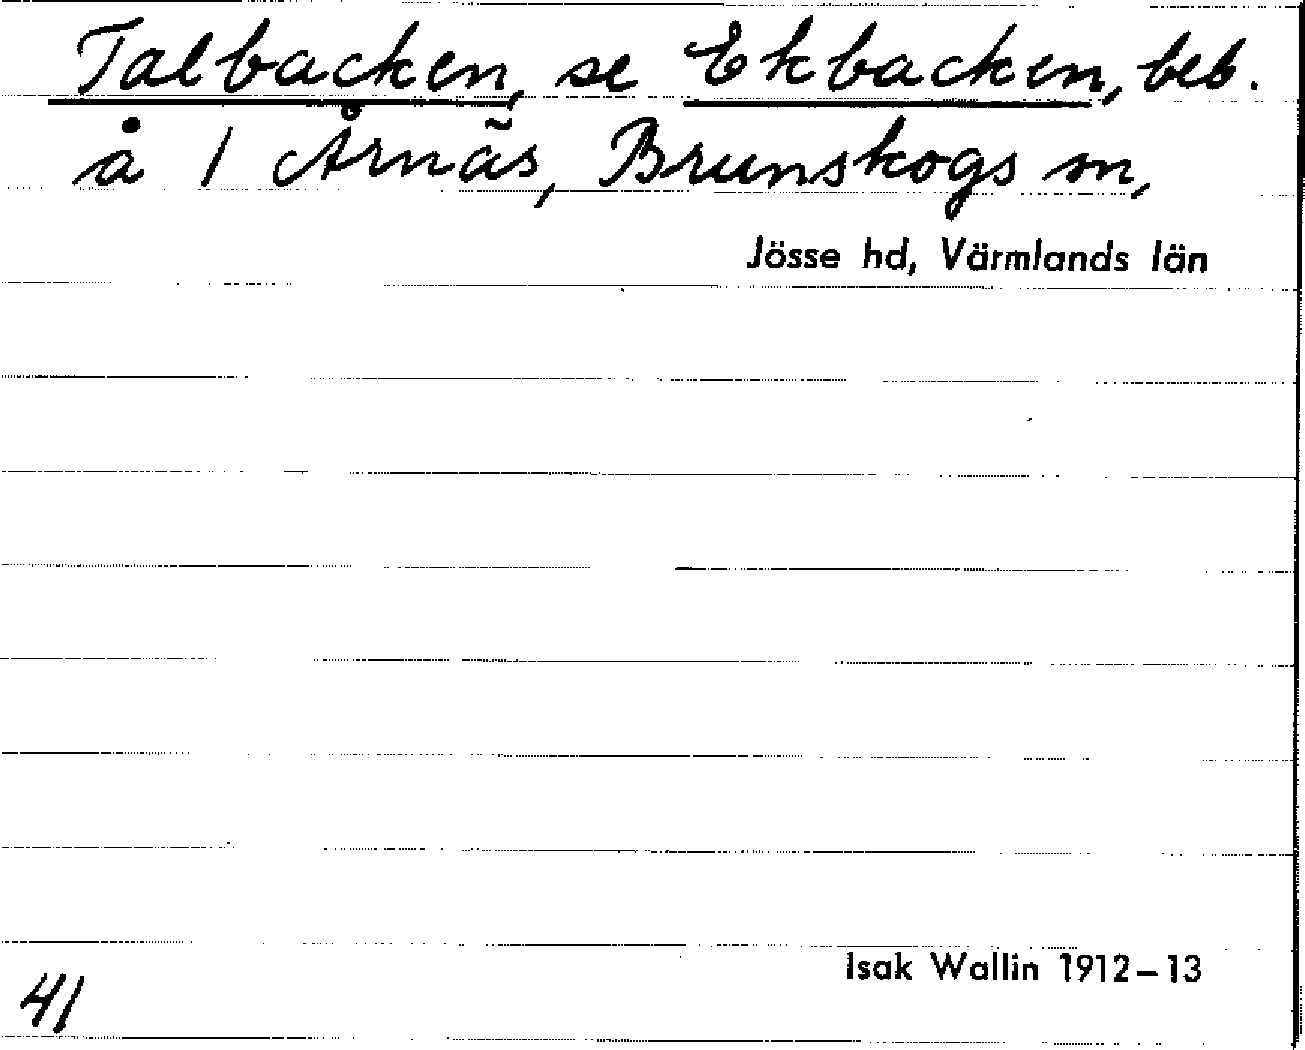 Talbacken, se Ekbacken, beb.
å 1 Årnäs, Brunskogs sn,
Jösse hd, Värmlands län
Isak Wallin 1912–13
41